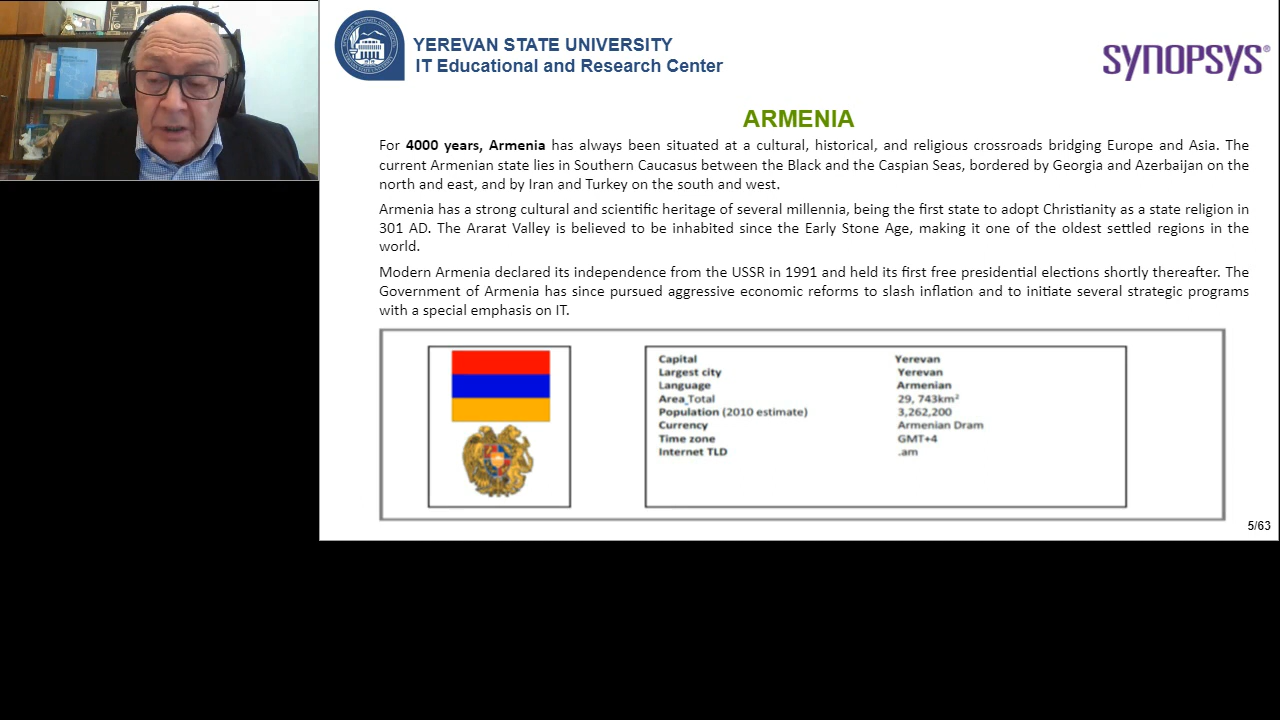 YEREVAN STATE UNIVERSITY
IT Educational and Research Center
SYNOPSYS®
ARMENIA
For 4000 years, Armenia has always been situated at a cultural, historical, and religious crossroads bridging Europe and Asia. The
current Armenian state lies in Southern Caucasus between the Black and the Caspian Seas, bordered by Georgia and Azerbaijan on the
north and east, and by Iran and Turkey on the south and west.
Armenia has a strong cultural and scientific heritage of several millennia, being the first state to adopt Christianity as a state religion in
301 AD. The Ararat Valley is believed to be inhabited since the Early Stone Age, making it one of the oldest settled regions in the
world.
Modern Armenia declared its independence from the USSR in 1991 and held its first free presidential elections shortly thereafter. The
Government of Armenia has since pursued aggressive economic reforms to slash inflation and to initiate several strategic programs
with a special emphasis on IT.
Capital Yerevan
Largest city Yerevan
Language Armenian
Area Total 29, 743km²
Population (2010 estimate) 3,262,200
Currency Armenian Dram
Time zone GMT+4
Internet TLD .am
5/63